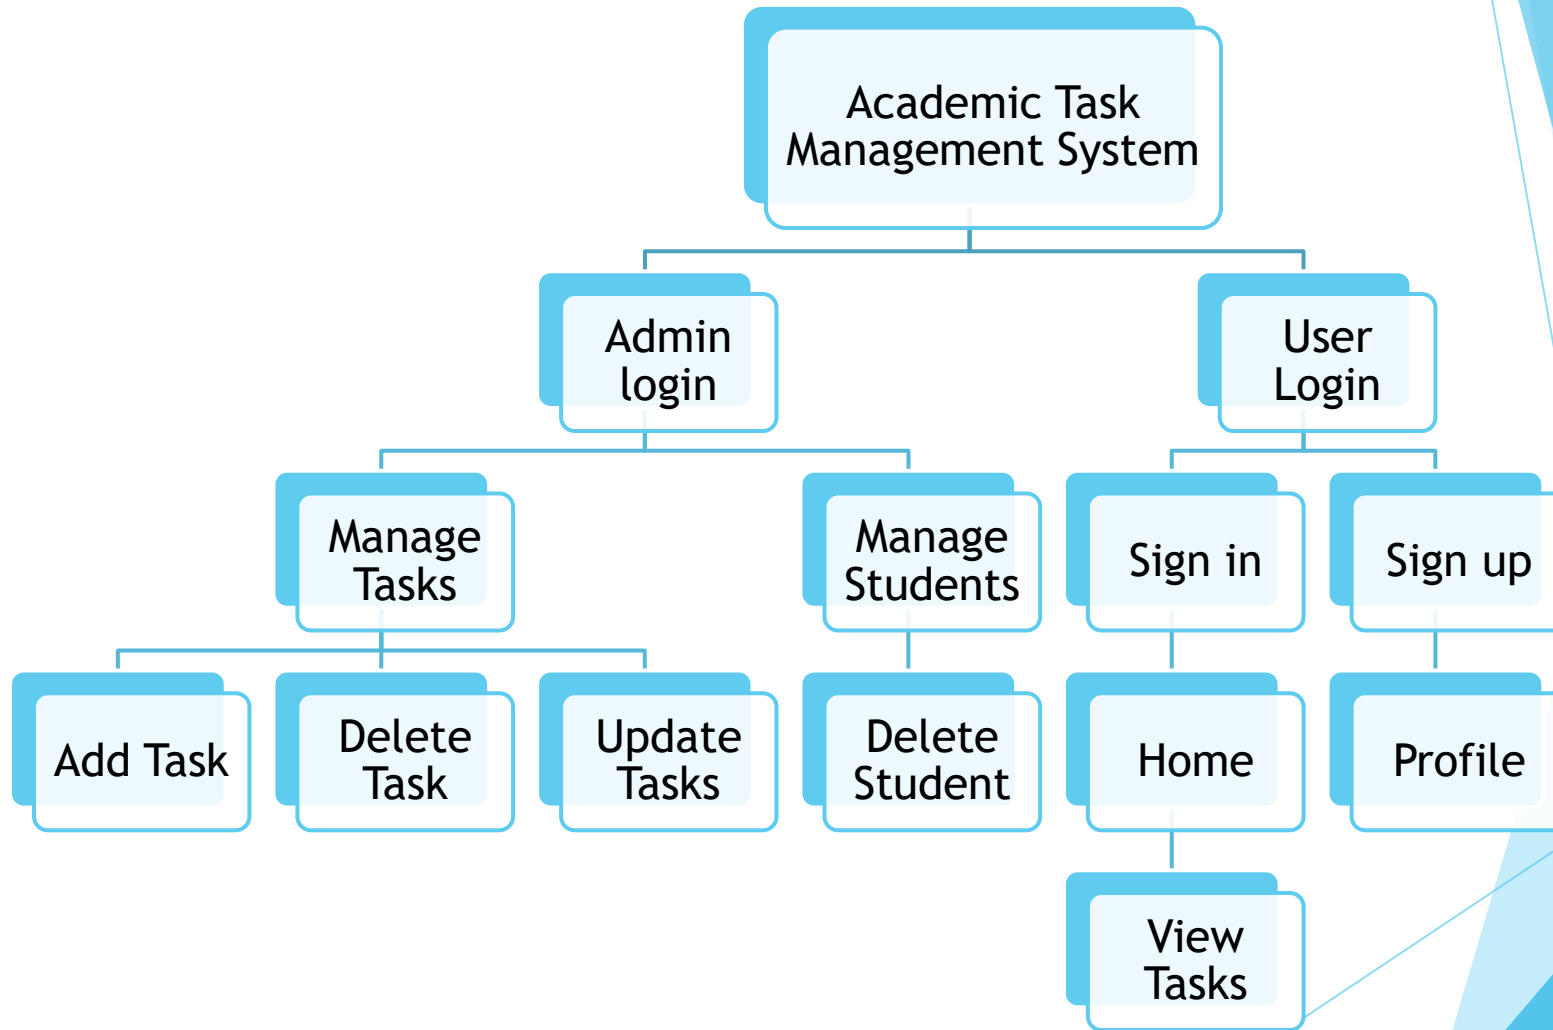 Academic Task
Management System
Admin
login
User
Login
Manage
Tasks
Manage
Students
Sign in
Sign up
Add Task
Delete
Task
Update
Tasks
Delete
Student
Home
Profile
View
Tasks